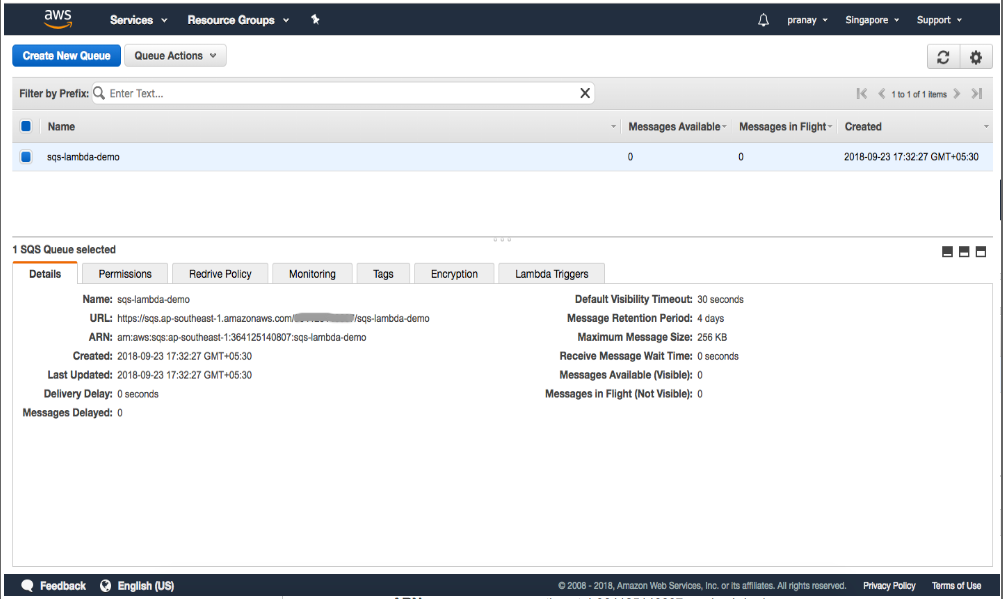 aws Services Resource Groups pranay Singapore Support
Create New Queue Queue Actions
Filter by Prefix: Enter Text... X 1 to 1 of 1 items
Name Messages Available Messages in Flight Created
sqs-lambda-demo 0 0 2018-09-23 17:32:27 GMT+05:30
1 SQS Queue selected
Details Permissions Redrive Policy Monitoring Tags Encryption Lambda Triggers
Name: sqs-lambda-demo Default Visibility Timeout: 30 seconds
URL: https://sqs.ap-southeast-1.amazonaws.com/ /sqs-lambda-demo Message Retention Period: 4 days
ARN: arn:aws:sqs:ap-southeast-1:364125140807:sqs-lambda-demo Maximum Message Size: 256 KB
Created: 2018-09-23 17:32:27 GMT+05:30 Receive Message Wait Time: 0 seconds
Last Updated: 2018-09-23 17:32:27 GMT+05:30 Messages Available (Visible): 0
Delivery Delay: 0 seconds Messages in Flight (Not Visible): 0
Messages Delayed: 0
Feedback English (US) © 2008 - 2018, Amazon Web Services, Inc. or its affiliates. All rights reserved. Privacy Policy Terms of Use